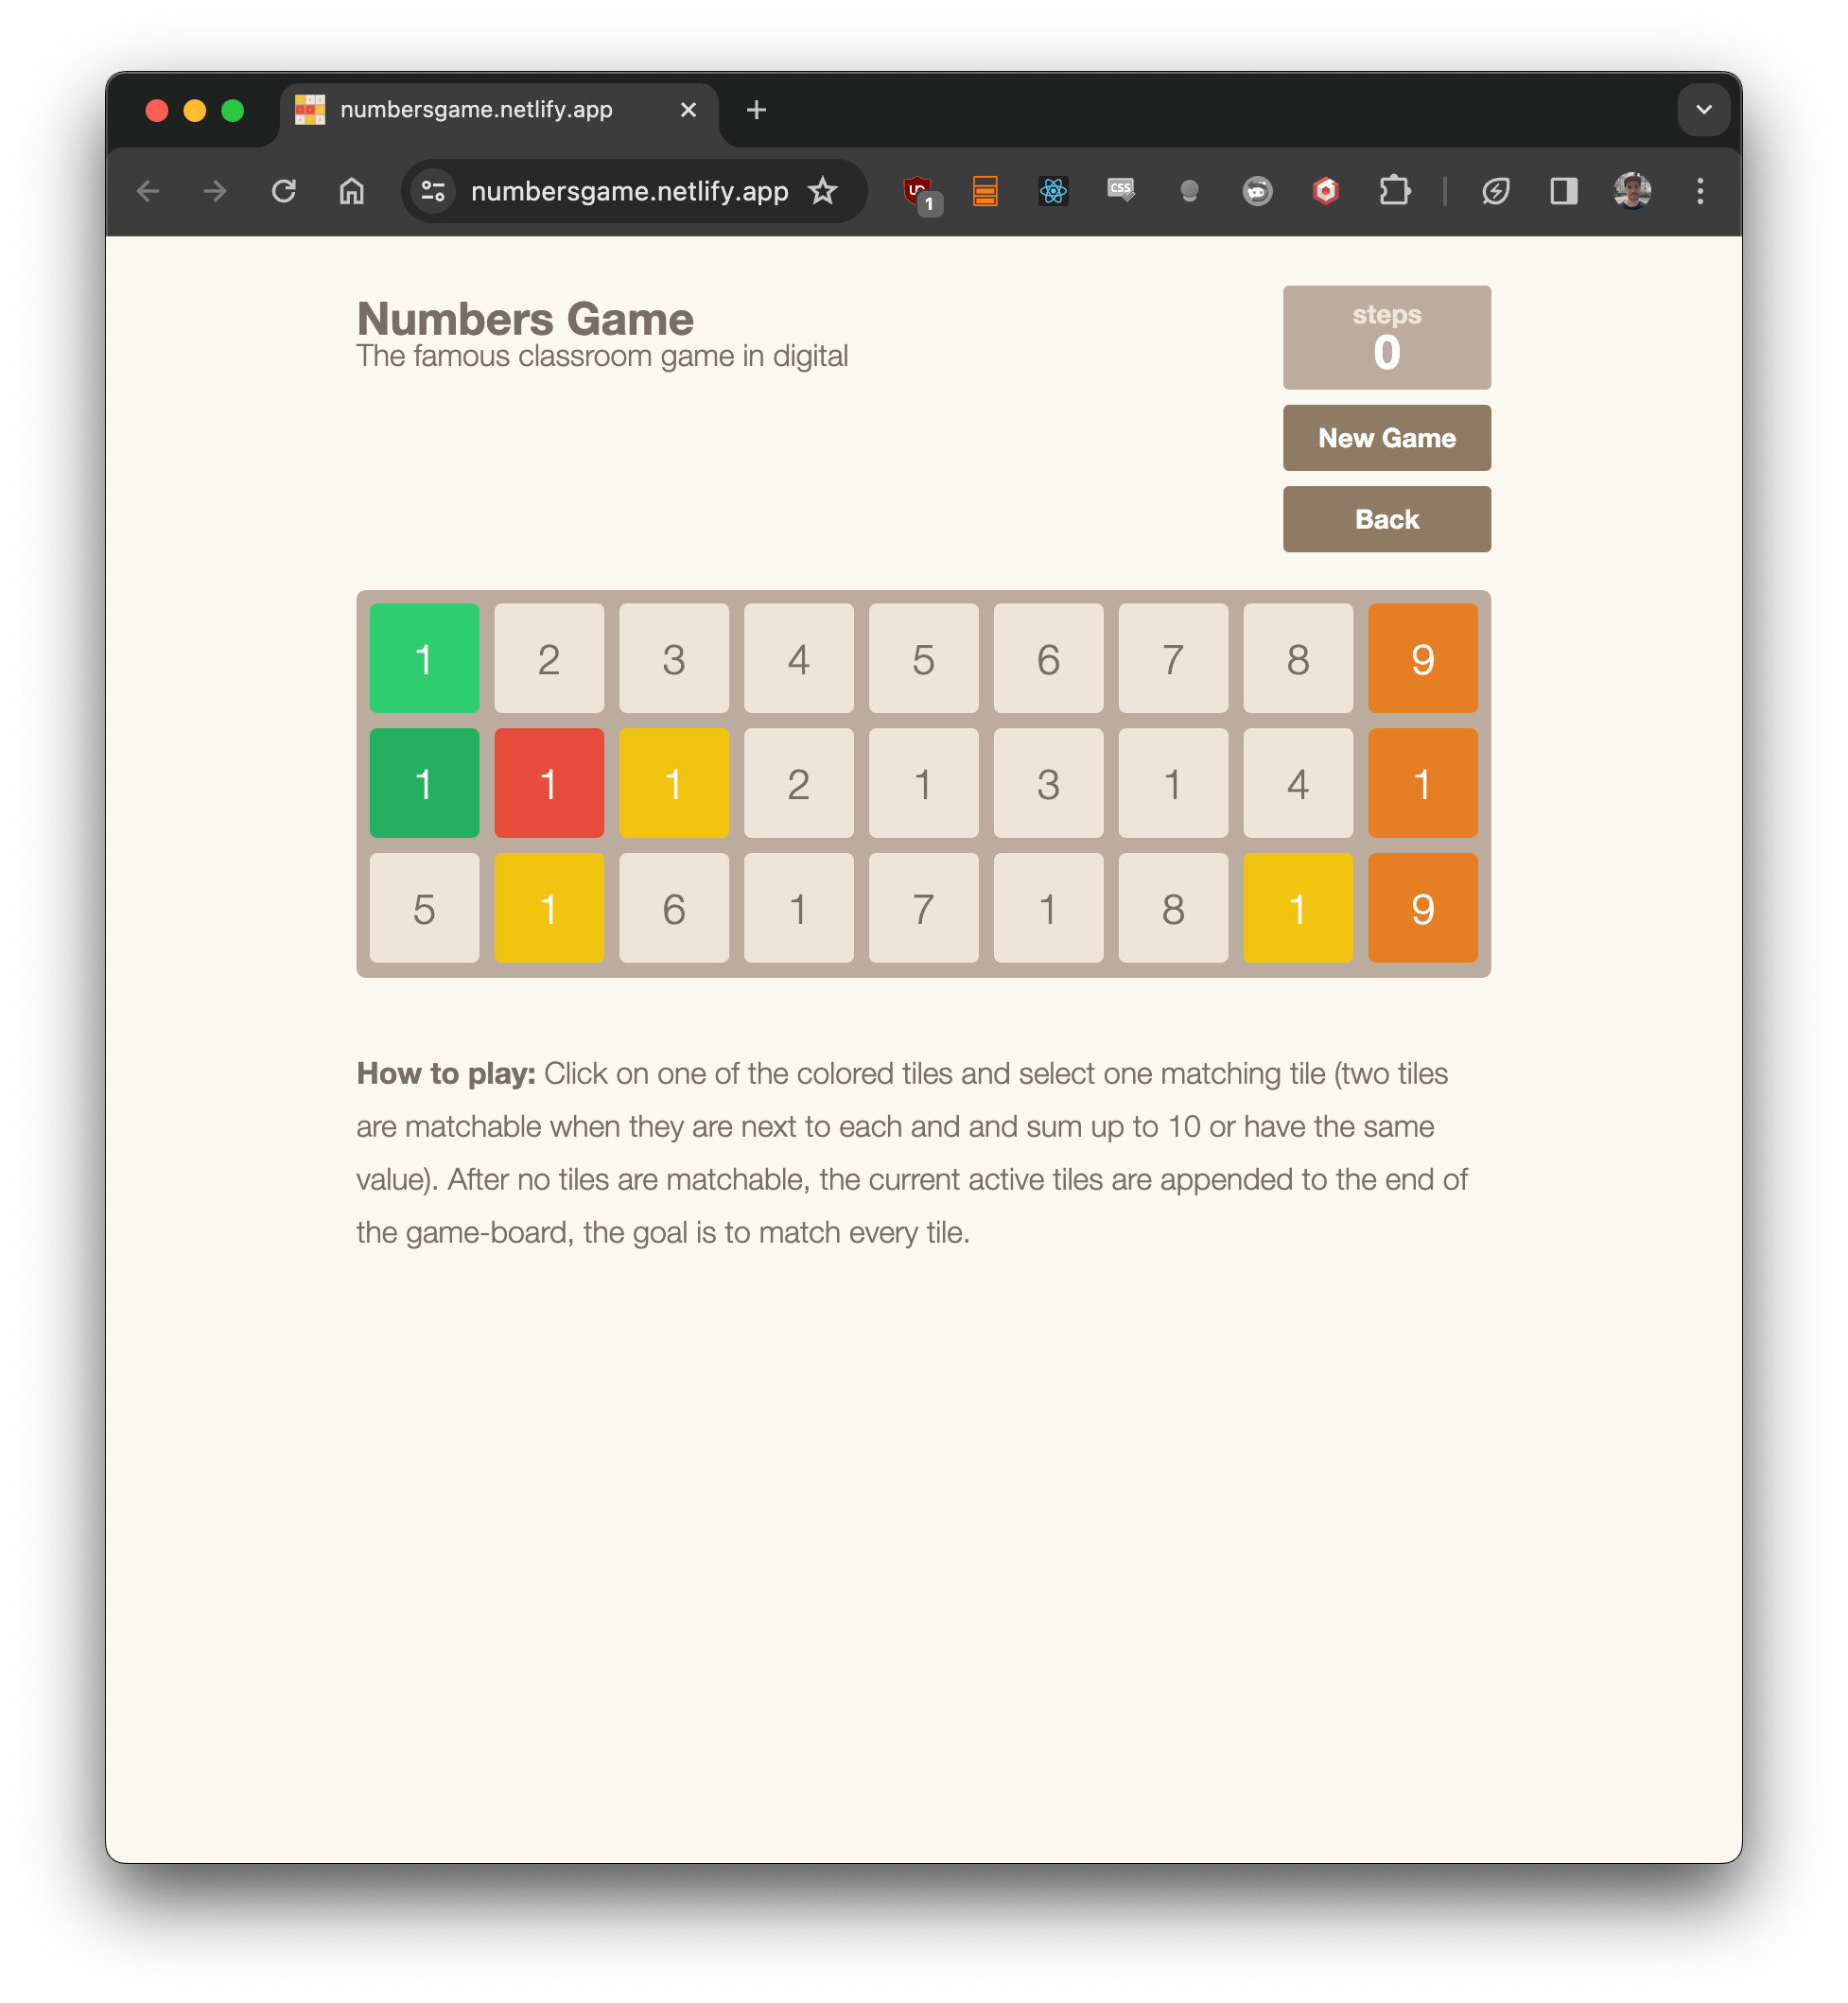 numbersgame.netlify.app
numbersgame.netlify.app
1
Numbers Game
The famous classroom game in digital
steps
0
New Game
Back
1 2 3 4 5 6 7 8 9
1 1 1 2 1 3 1 4 1
5 1 6 1 7 1 8 1 9
How to play: Click on one of the colored tiles and select one matching tile (two tiles
are matchable when they are next to each and and sum up to 10 or have the same
value). After no tiles are matchable, the current active tiles are appended to the end of
the game-board, the goal is to match every tile.